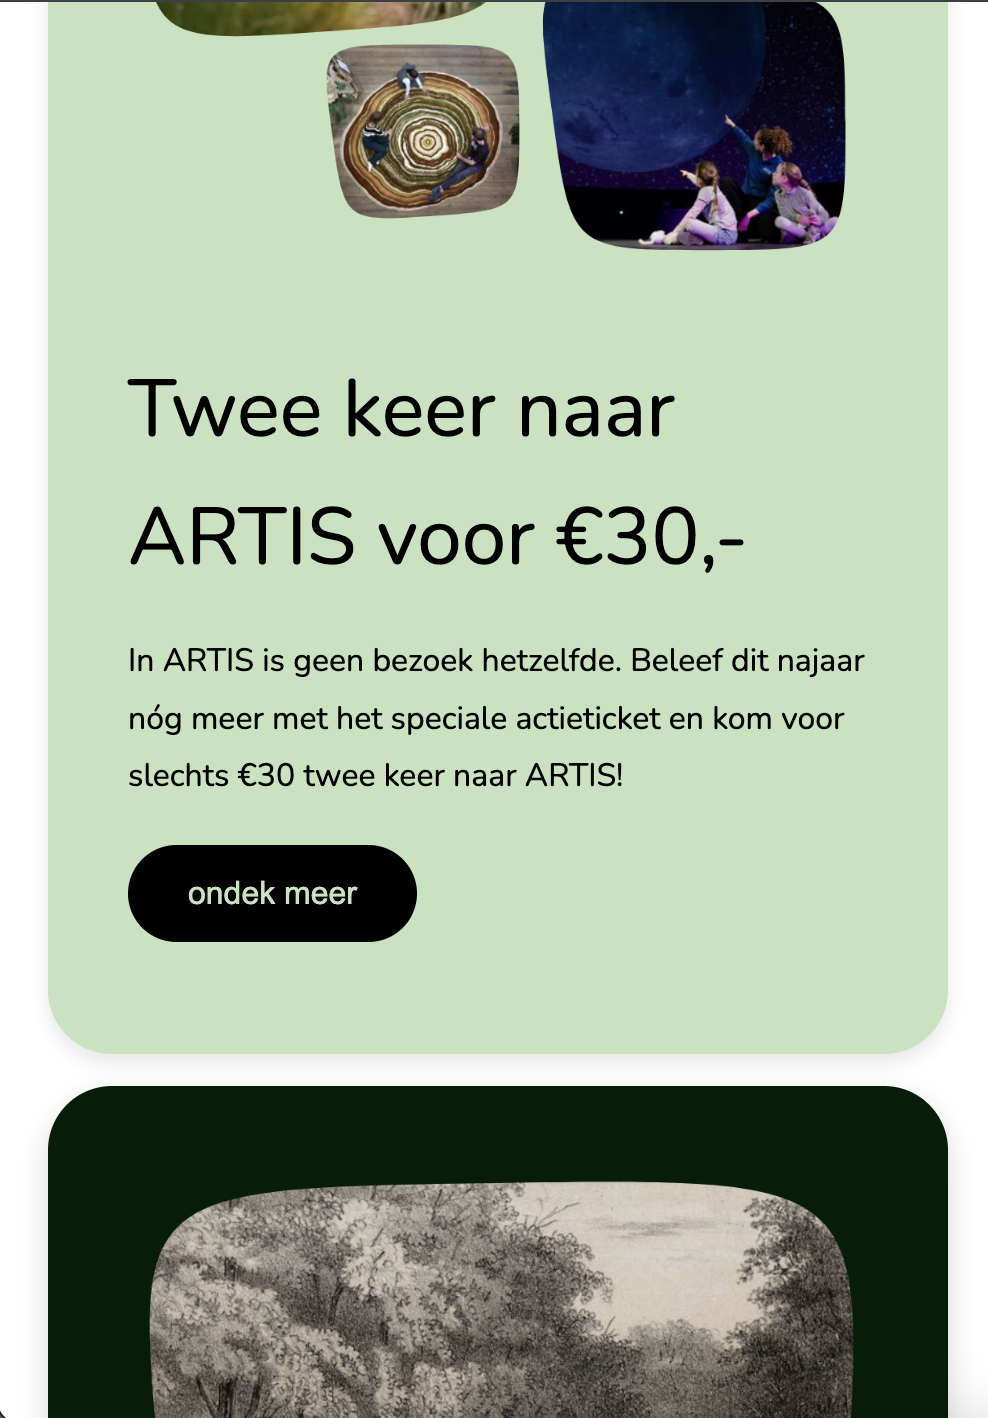 Twee keer naar
ARTIS voor €30,-
In ARTIS is geen bezoek hetzelfde. Beleef dit najaar
nóg meer met het speciale actieticket en kom voor
slechts €30 twee keer naar ARTIS!
ondek meer